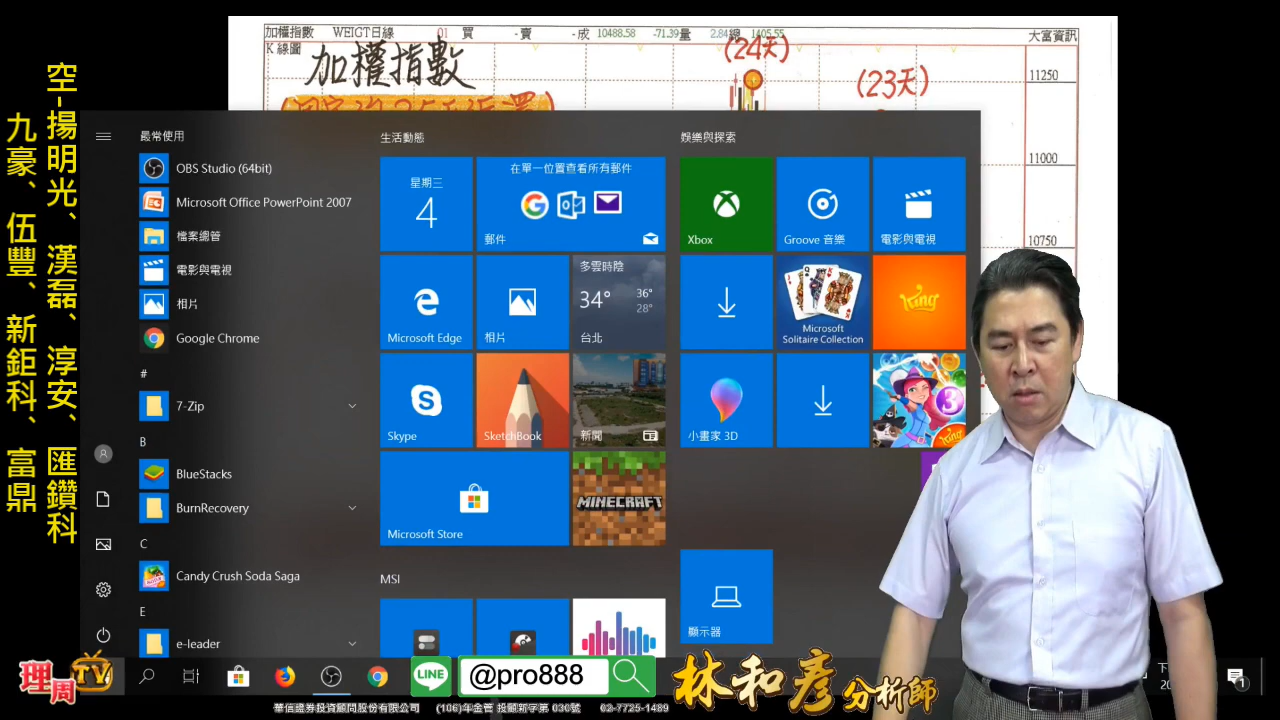 加權指數 WEIGT日線 01 買 - 賣 - 成 10488.58 -71.39量 2.84總 1405.55 大富資訊
K 線圖
加權指數
(24天)
(23天)
11250
11000
10750
空-揚明光、漢磊、淳安、匯鑽科
九豪、伍豐、新鉅科、富鼎
最常使用
OBS Studio (64bit)
Microsoft Office PowerPoint 2007
檔案總管
電影與電視
相片
Google Chrome
#
7-Zip
B
BlueStacks
BurnRecovery
C
Candy Crush Soda Saga
E
e-leader
生活動態
星期三
4
在單一位置查看所有郵件
郵件
Microsoft Edge
相片
多雲時陰
34°
36°
28°
台北
Skype
SketchBook
新聞
Microsoft Store
MINECRAFT
MSI
娛樂與探索
Xbox
Groove 音樂
電影與電視
Microsoft
Solitaire Collection
King
小畫家 3D
3
King
顯示器
理周TV
LINE
@pro888
林和彥分析師
下
20
1
華信證券投資顧問股份有限公司 (106)年金管 投顧新字第 030號 02-7725-1489